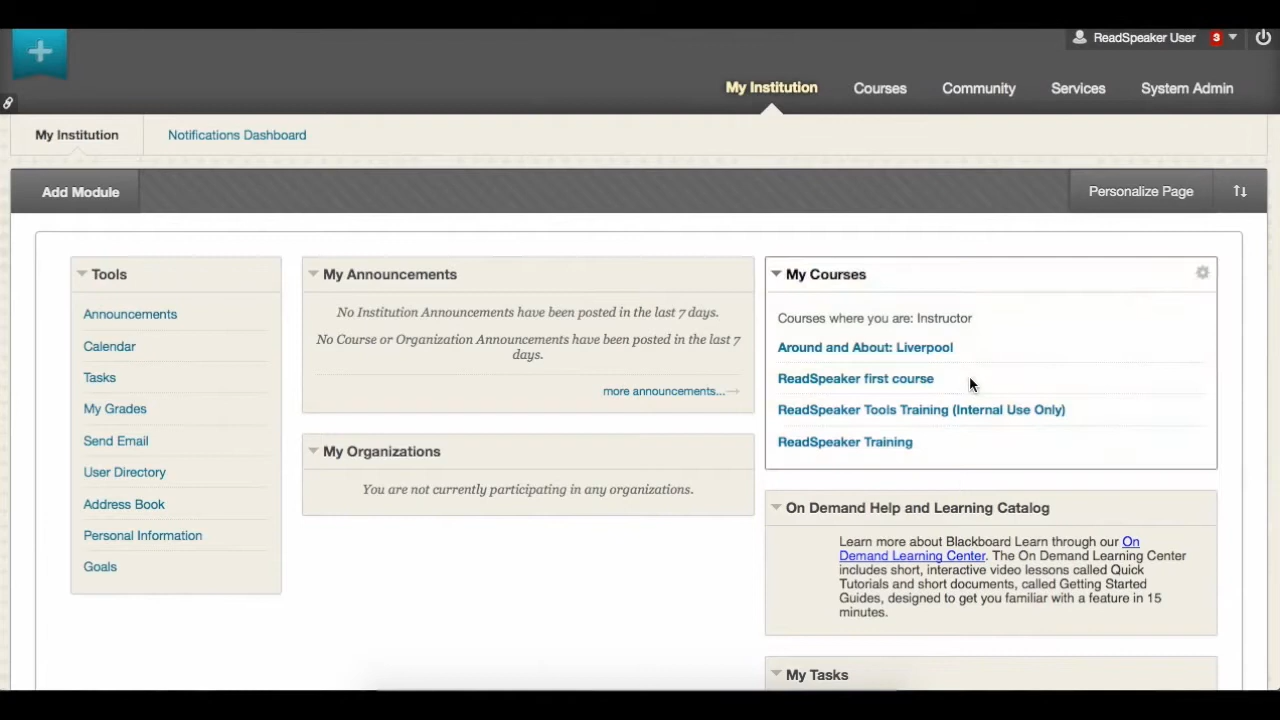 ReadSpeaker User 3
My Institution Courses Community Services System Admin
My Institution Notifications Dashboard
Add Module Personalize Page
Tools
Announcements
Calendar
Tasks
My Grades
Send Email
User Directory
Address Book
Personal Information
Goals
My Announcements
No Institution Announcements have been posted in the last 7 days.
No Course or Organization Announcements have been posted in the last 7
days.
more announcements...→
My Organizations
You are not currently participating in any organizations.
My Courses
Courses where you are: Instructor
Around and About: Liverpool
ReadSpeaker first course
ReadSpeaker Tools Training (Internal Use Only)
ReadSpeaker Training
On Demand Help and Learning Catalog
Learn more about Blackboard Learn through our On
Demand Learning Center. The On Demand Learning Center
includes short, interactive video lessons called Quick
Tutorials and short documents, called Getting Started
Guides, designed to get you familiar with a feature in 15
minutes.
My Tasks